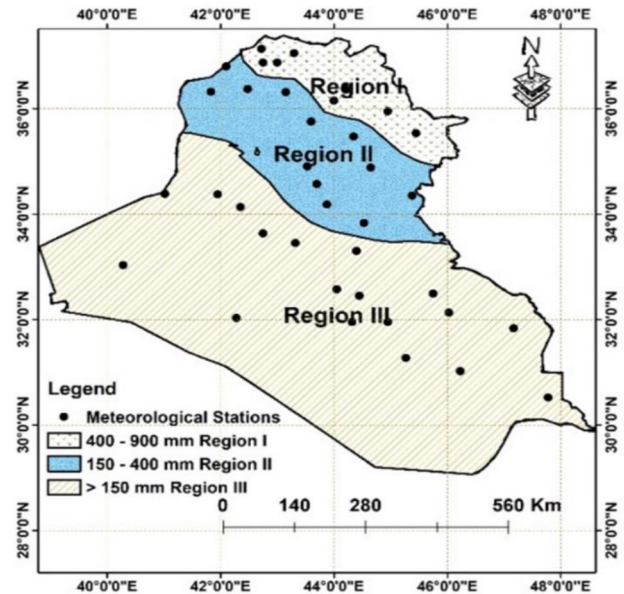 40°0'0"E 42°0'0"E 44°0'0"E 46°0'0"E 48°0'0"E
N
36°0'0"N
34°0'0"N
32°0'0"N
30°0'0"N
28°0'0"N
Region I
Region II
Region III
Legend
Meteorological Stations
400 - 900 mm Region I
150 - 400 mm Region II
> 150 mm Region III
0 140 280 560 Km
36°0'0"N
34°0'0"N
32°0'0"N
30°0'0"N
28°0'0"N
40°0'0"E 42°0'0"E 44°0'0"E 46°0'0"E 48°0'0"E